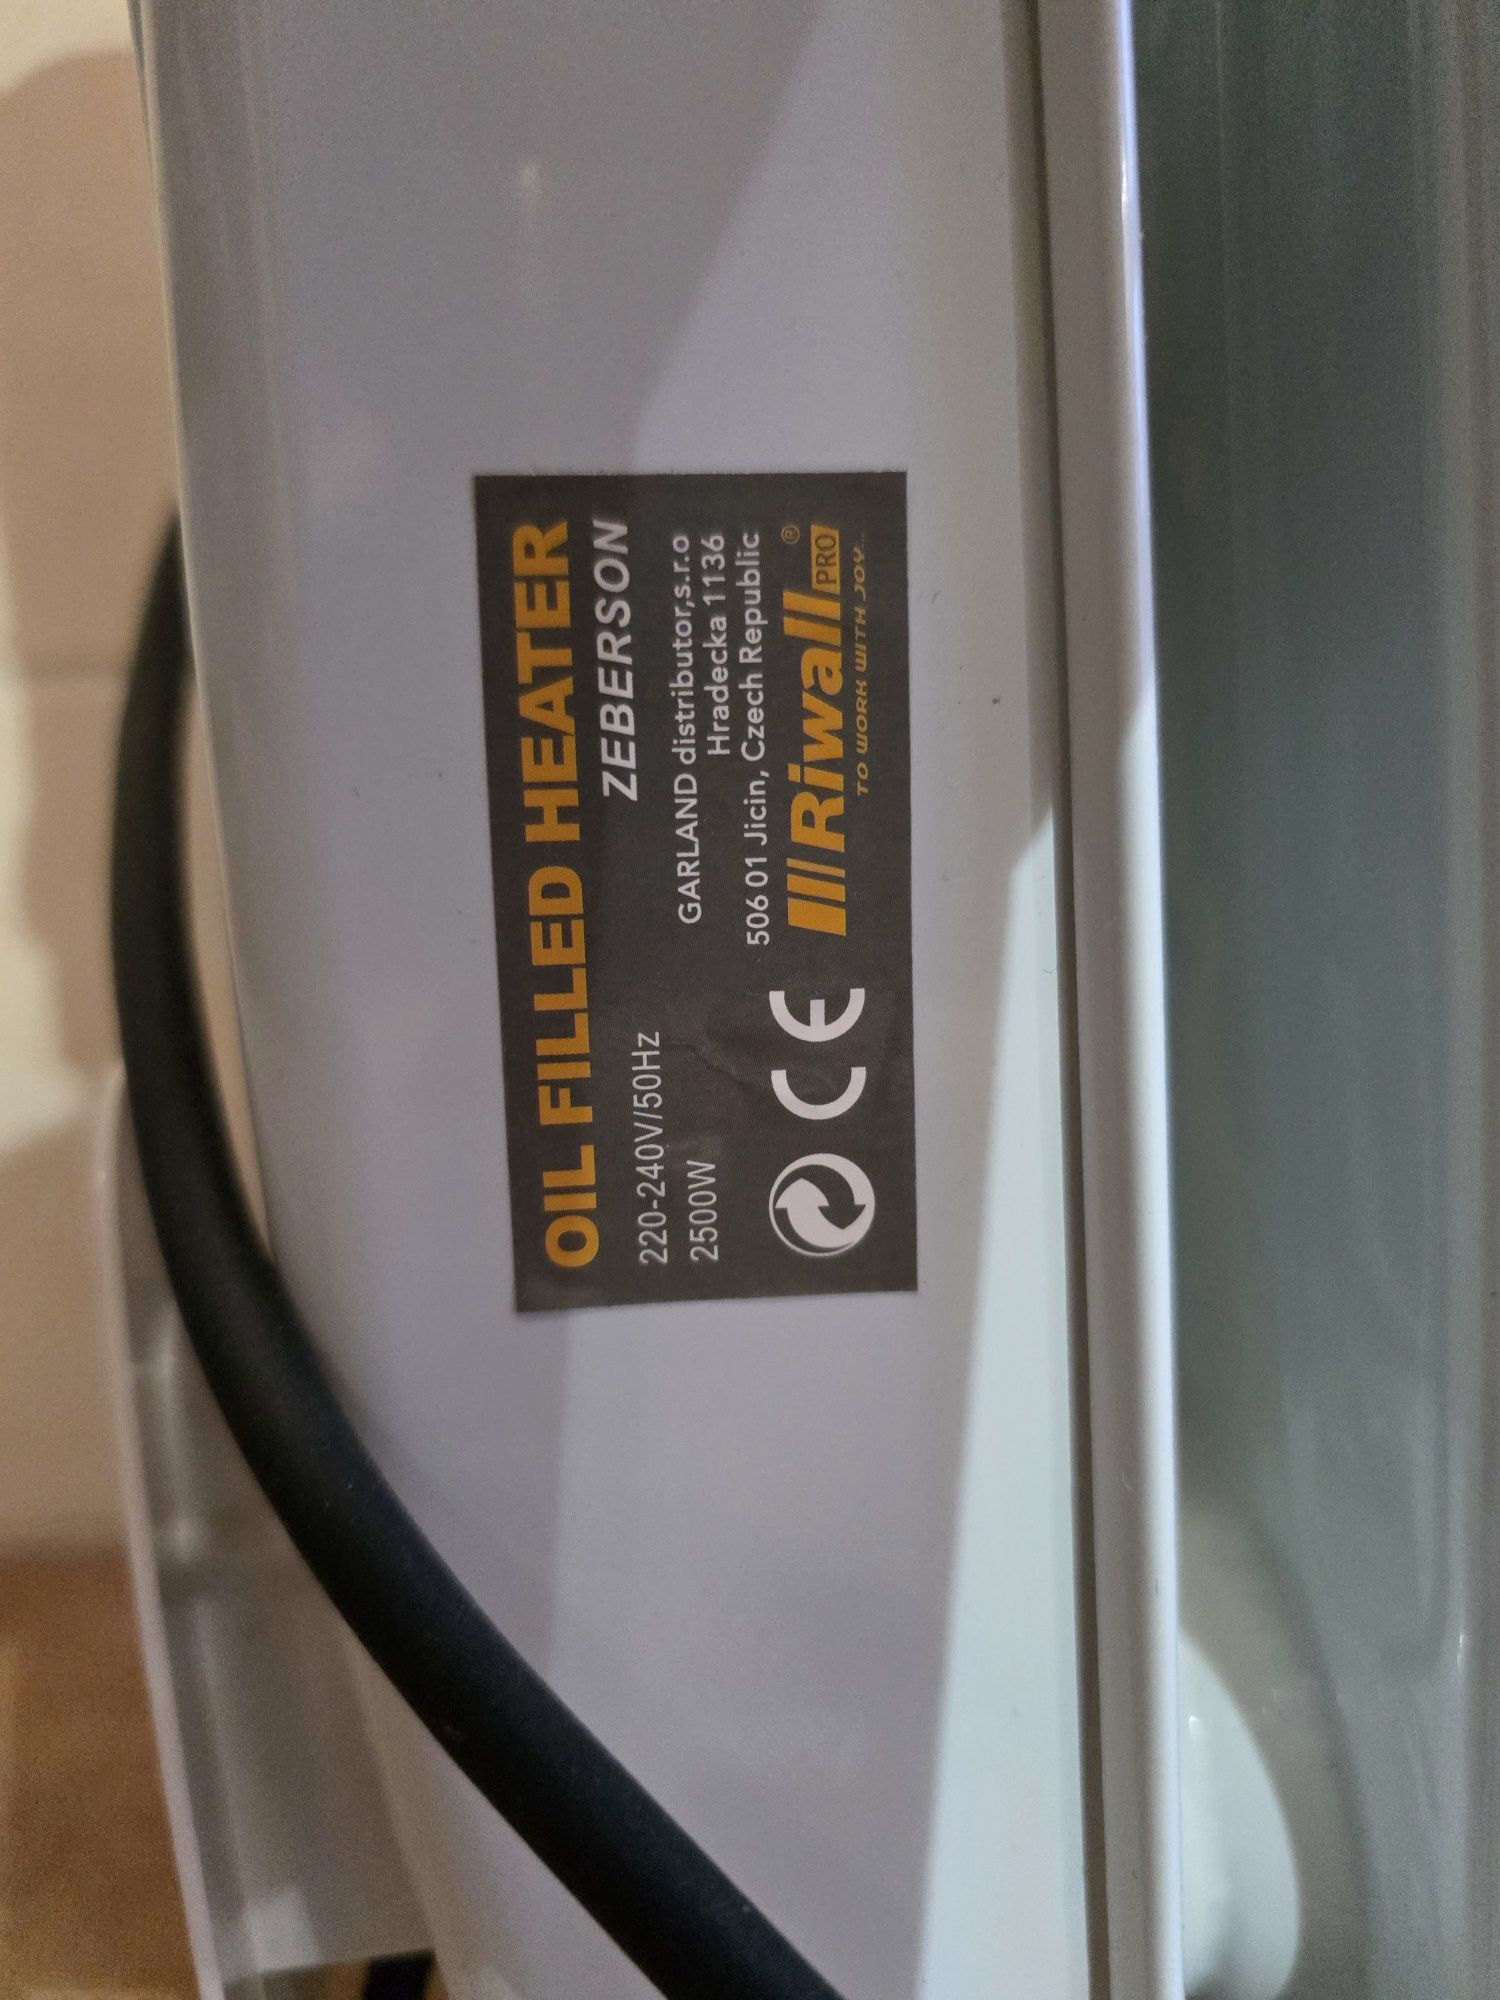 OIL FILLED HEATER
ZEBERSON
220-240V/50Hz
2500W
GARLAND distributor,s.r.o
Hradecka 1136
506 01 Jicin, Czech Republic
CE
Riwall PRO ®
TO WORK WITH JOY...